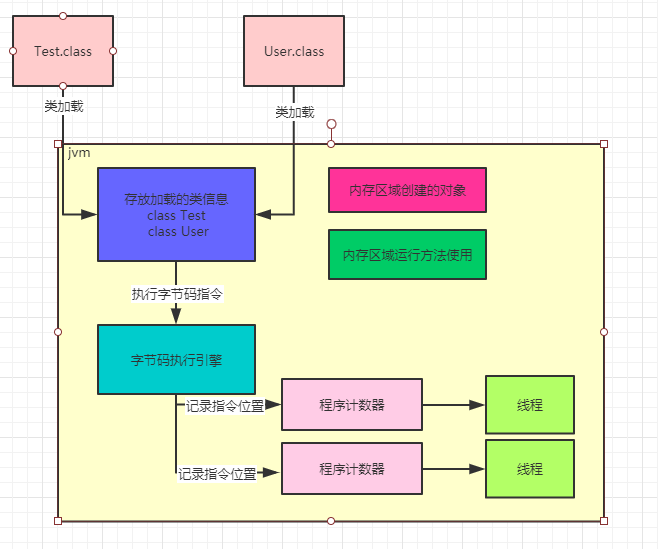 Test.class
User.class
类加载
类加载
jvm
存放加载的类信息
class Test
class User
内存区域创建的对象
内存区域运行方法使用
执行字节码指令
字节码执行引擎
记录指令位置
程序计数器
线程
记录指令位置
程序计数器
线程